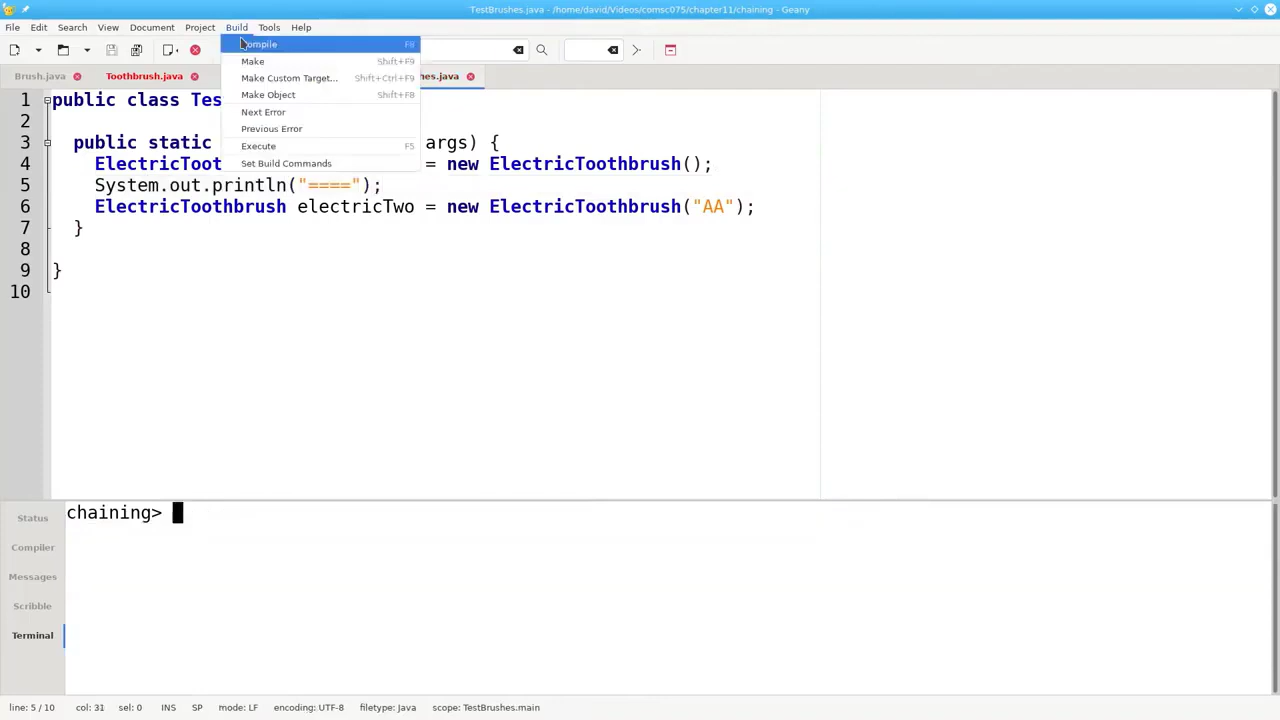 TestBrushes.java - /home/david/Videos/comsc075/chapter11/chaining - Geany
File Edit Search View Document Project Build Tools Help
Compile F8
Make Shift+F9
Make Custom Target... Shift+Ctrl+F9
Make Object Shift+F8
Next Error
Previous Error
Execute F5
Set Build Commands
Brush.java Toothbrush.java hes.java
1 public class Tes
2
3 public static args) {
4 ElectricToot = new ElectricToothbrush();
5 System.out.println("====");
6 ElectricToothbrush electricTwo = new ElectricToothbrush("AA");
7 }
8
9 }
10
Status
Compiler
Messages
Scribble
Terminal
chaining>
line: 5 / 10 col: 31 sel: 0 INS SP mode: LF encoding: UTF-8 filetype: Java scope: TestBrushes.main